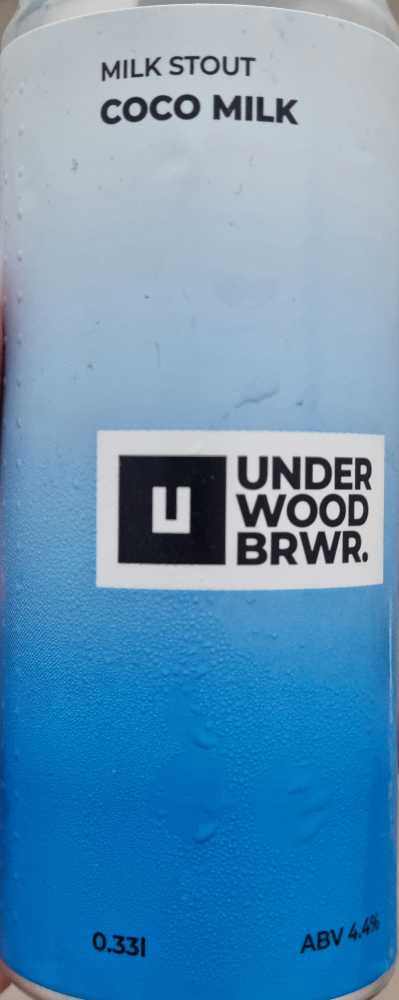 MILK STOUT
COCO MILK
U
UNDER
WOOD
BRWR.
0.33l
ABV 4.4%